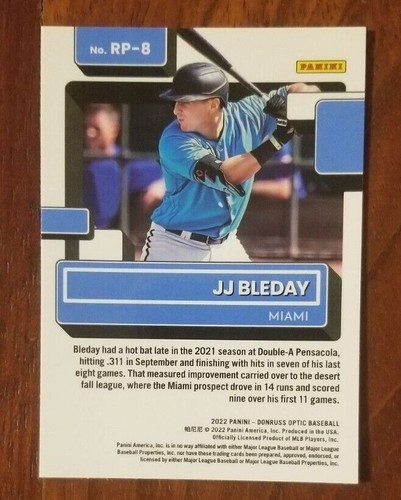 No. RP-8
PANINI
JJ BLEDAY
MIAMI
Bleday had a hot bat late in the 2021 season at Double-A Pensacola,
hitting .311 in September and finishing with hits in seven of his last
eight games. That measured improvement carried over to the desert
fall league, where the Miami prospect drove in 14 runs and scored
nine over his first 11 games.
2022 PANINI – DONRUSS OPTIC BASEBALL
帕尼尼 © 2022 Panini America, Inc. Produced in the USA.
Officially Licensed Product of MLB Players, Inc.
Panini America, Inc. is in no way affiliated with either Major League Baseball or Major League
Baseball Properties, Inc. nor have these trading cards been prepared, approved, endorsed, or
licensed by either Major League Baseball or Major League Baseball Properties, Inc.